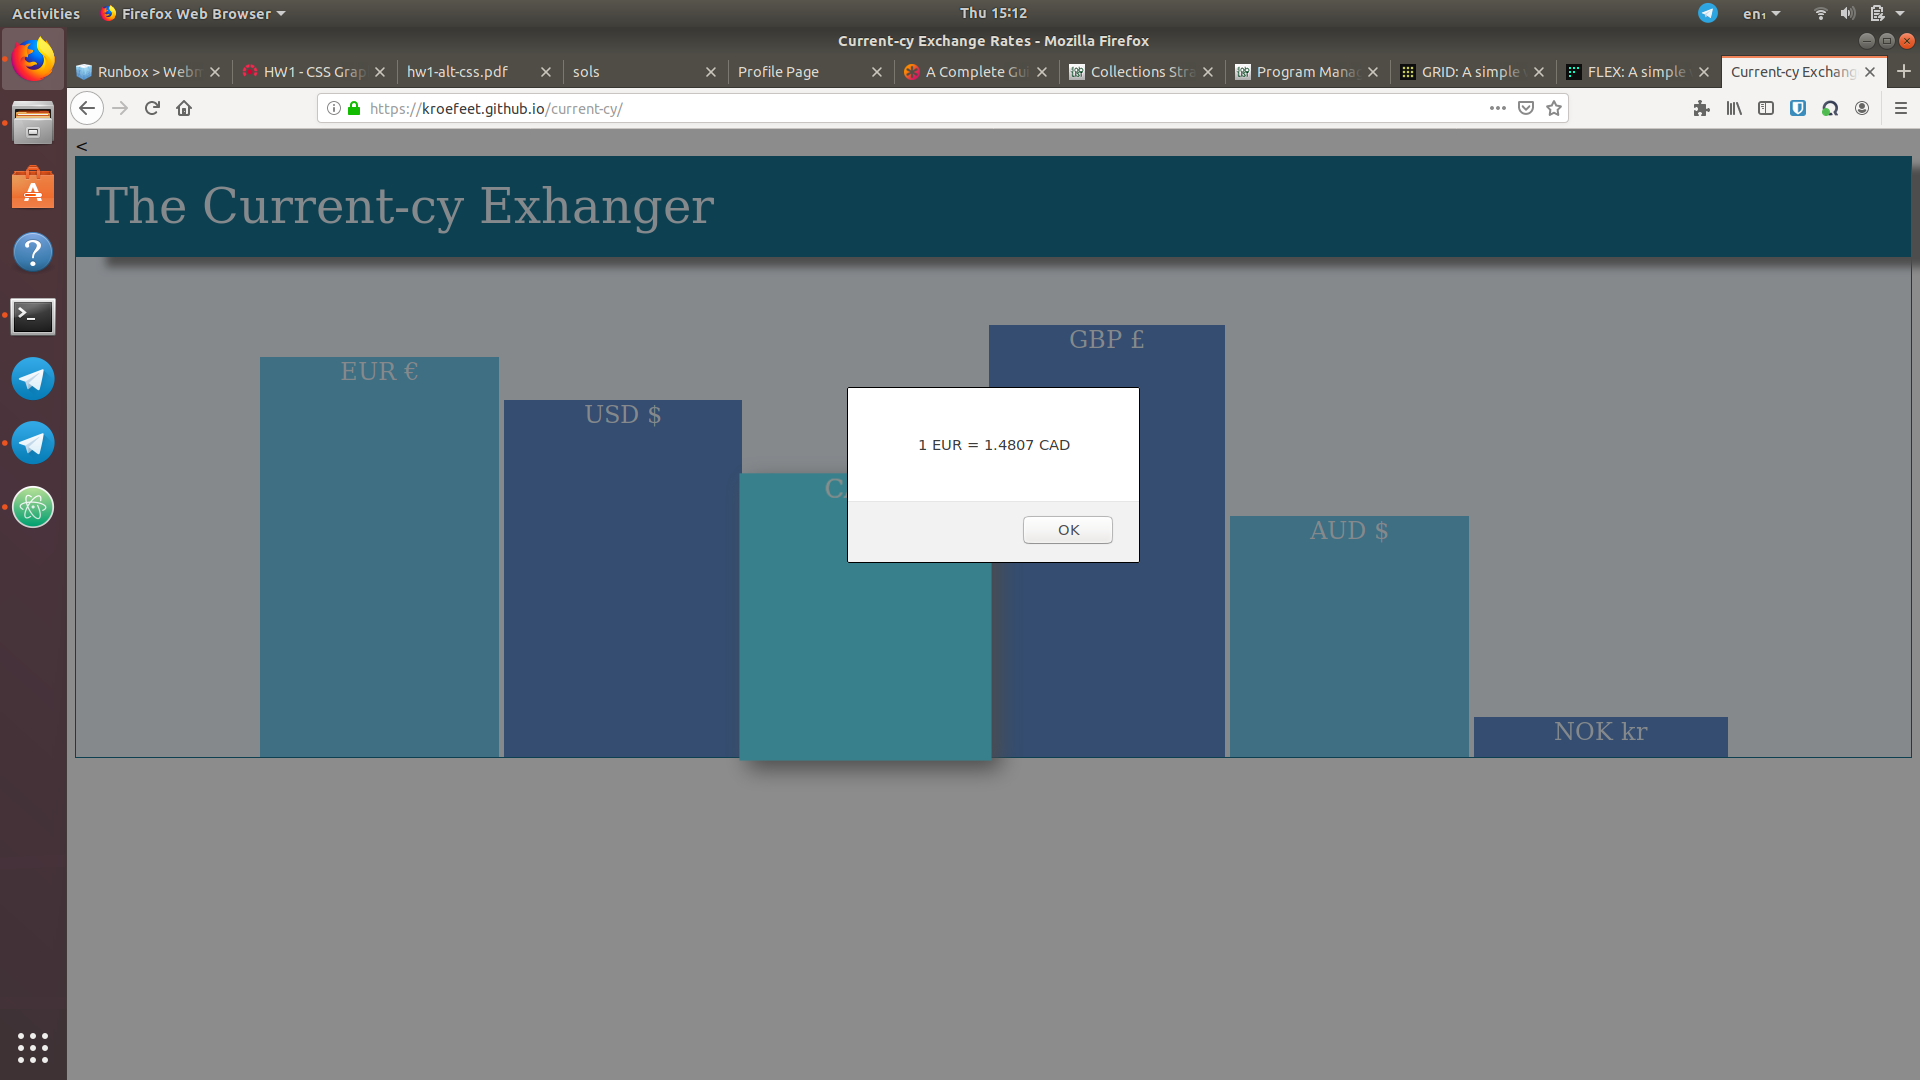 Activities
Firefox Web Browser
Thu 15:12
en₁
Current-cy Exchange Rates - Mozilla Firefox
Runbox > Webm
HW1 - CSS Grap
hw1-alt-css.pdf
sols
Profile Page
A Complete Gui
Collections Stra
Program Manag
GRID: A simple v
FLEX: A simple v
Current-cy Exchang
https://kroefeet.github.io/current-cy/
<
The Current-cy Exhanger
EUR €
USD $
GBP £
AUD $
NOK kr
1 EUR = 1.4807 CAD
OK